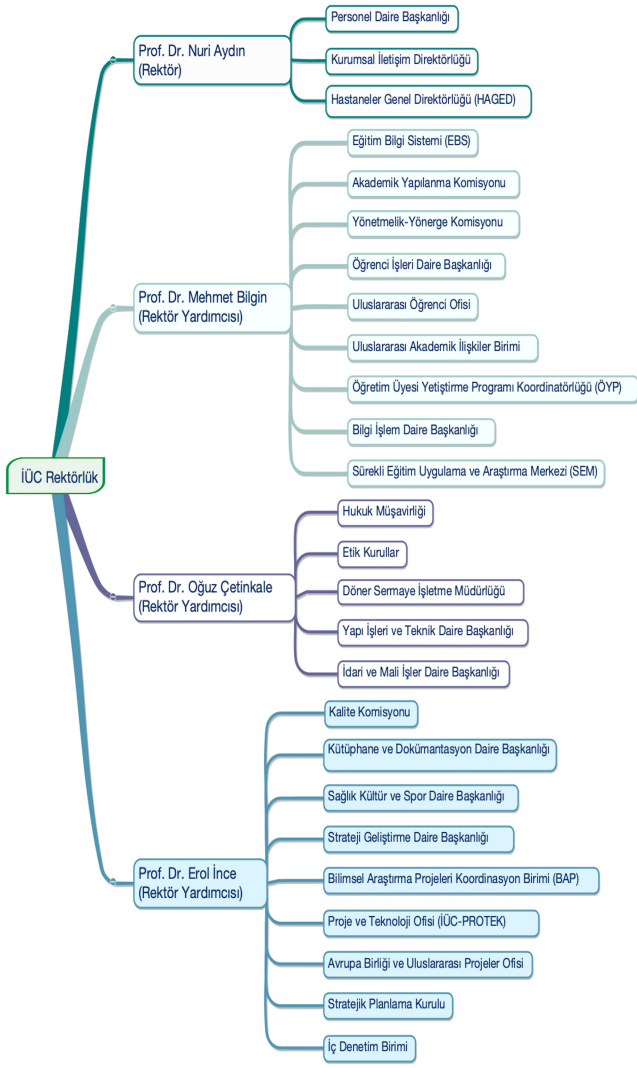 İÜC Rektörlük
Prof. Dr. Nuri Aydın
(Rektör)
Personel Daire Başkanlığı
Kurumsal İletişim Direktörlüğü
Hastaneler Genel Direktörlüğü (HAGED)
Prof. Dr. Mehmet Bilgin
(Rektör Yardımcısı)
Eğitim Bilgi Sistemi (EBS)
Akademik Yapılanma Komisyonu
Yönetmelik-Yönerge Komisyonu
Öğrenci İşleri Daire Başkanlığı
Uluslararası Öğrenci Ofisi
Uluslararası Akademik İlişkiler Birimi
Öğretim Üyesi Yetiştirme Programı Koordinatörlüğü (ÖYP)
Bilgi İşlem Daire Başkanlığı
Sürekli Eğitim Uygulama ve Araştırma Merkezi (SEM)
Prof. Dr. Oğuz Çetinkale
(Rektör Yardımcısı)
Hukuk Müşavirliği
Etik Kurullar
Döner Sermaye İşletme Müdürlüğü
Yapı İşleri ve Teknik Daire Başkanlığı
İdari ve Mali İşler Daire Başkanlığı
Prof. Dr. Erol İnce
(Rektör Yardımcısı)
Kalite Komisyonu
Kütüphane ve Dokümantasyon Daire Başkanlığı
Sağlık Kültür ve Spor Daire Başkanlığı
Strateji Geliştirme Daire Başkanlığı
Bilimsel Araştırma Projeleri Koordinasyon Birimi (BAP)
Proje ve Teknoloji Ofisi (İÜC-PROTEK)
Avrupa Birliği ve Uluslararası Projeler Ofisi
Stratejik Planlama Kurulu
İç Denetim Birimi